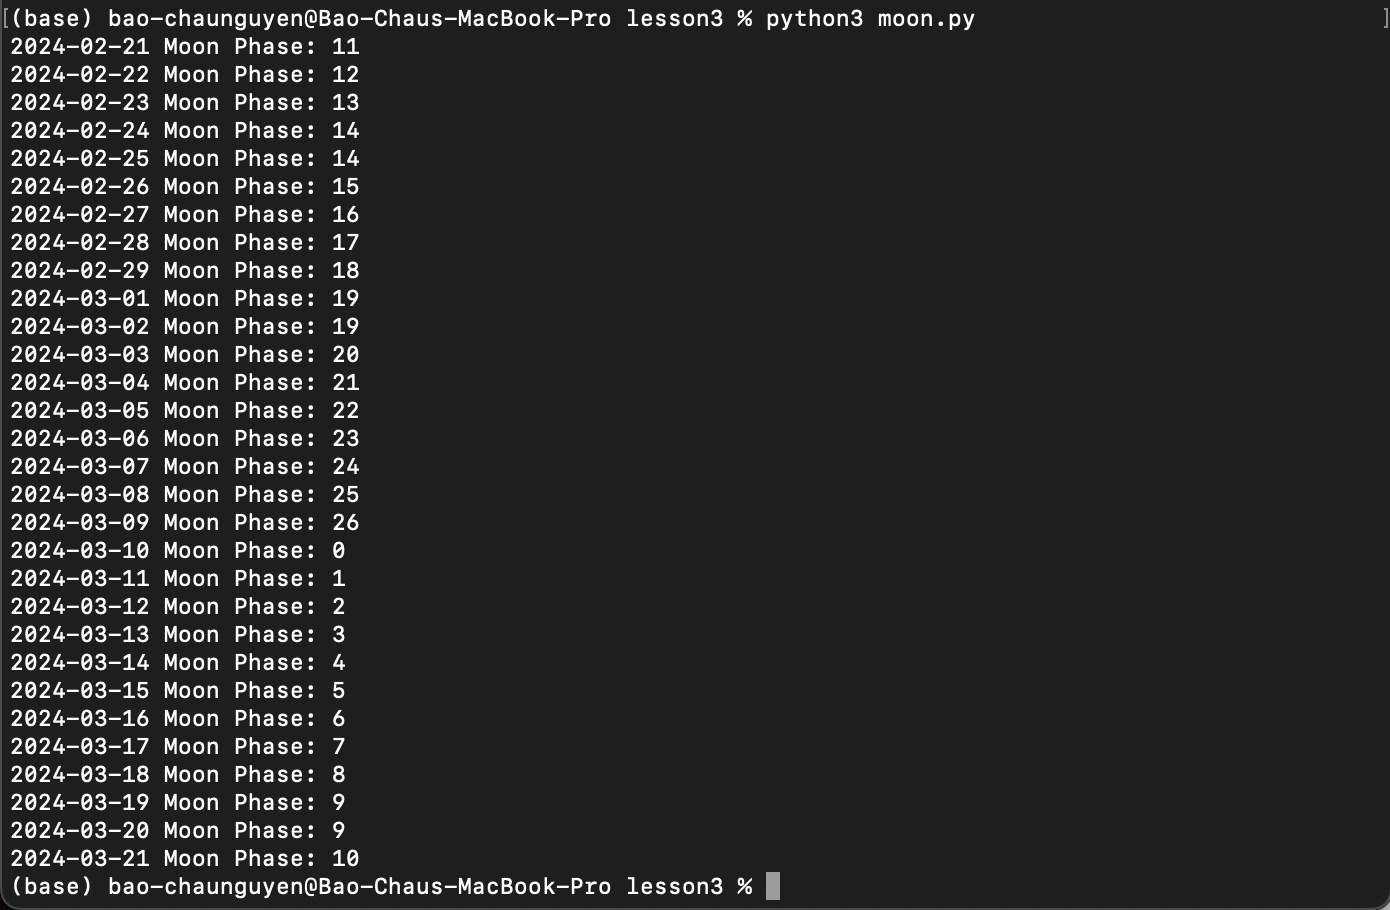 [(base) bao-chaunguyen@Bao-Chaus-MacBook-Pro lesson3 % python3 moon.py ]
2024-02-21 Moon Phase: 11
2024-02-22 Moon Phase: 12
2024-02-23 Moon Phase: 13
2024-02-24 Moon Phase: 14
2024-02-25 Moon Phase: 14
2024-02-26 Moon Phase: 15
2024-02-27 Moon Phase: 16
2024-02-28 Moon Phase: 17
2024-02-29 Moon Phase: 18
2024-03-01 Moon Phase: 19
2024-03-02 Moon Phase: 19
2024-03-03 Moon Phase: 20
2024-03-04 Moon Phase: 21
2024-03-05 Moon Phase: 22
2024-03-06 Moon Phase: 23
2024-03-07 Moon Phase: 24
2024-03-08 Moon Phase: 25
2024-03-09 Moon Phase: 26
2024-03-10 Moon Phase: 0
2024-03-11 Moon Phase: 1
2024-03-12 Moon Phase: 2
2024-03-13 Moon Phase: 3
2024-03-14 Moon Phase: 4
2024-03-15 Moon Phase: 5
2024-03-16 Moon Phase: 6
2024-03-17 Moon Phase: 7
2024-03-18 Moon Phase: 8
2024-03-19 Moon Phase: 9
2024-03-20 Moon Phase: 9
2024-03-21 Moon Phase: 10
(base) bao-chaunguyen@Bao-Chaus-MacBook-Pro lesson3 %